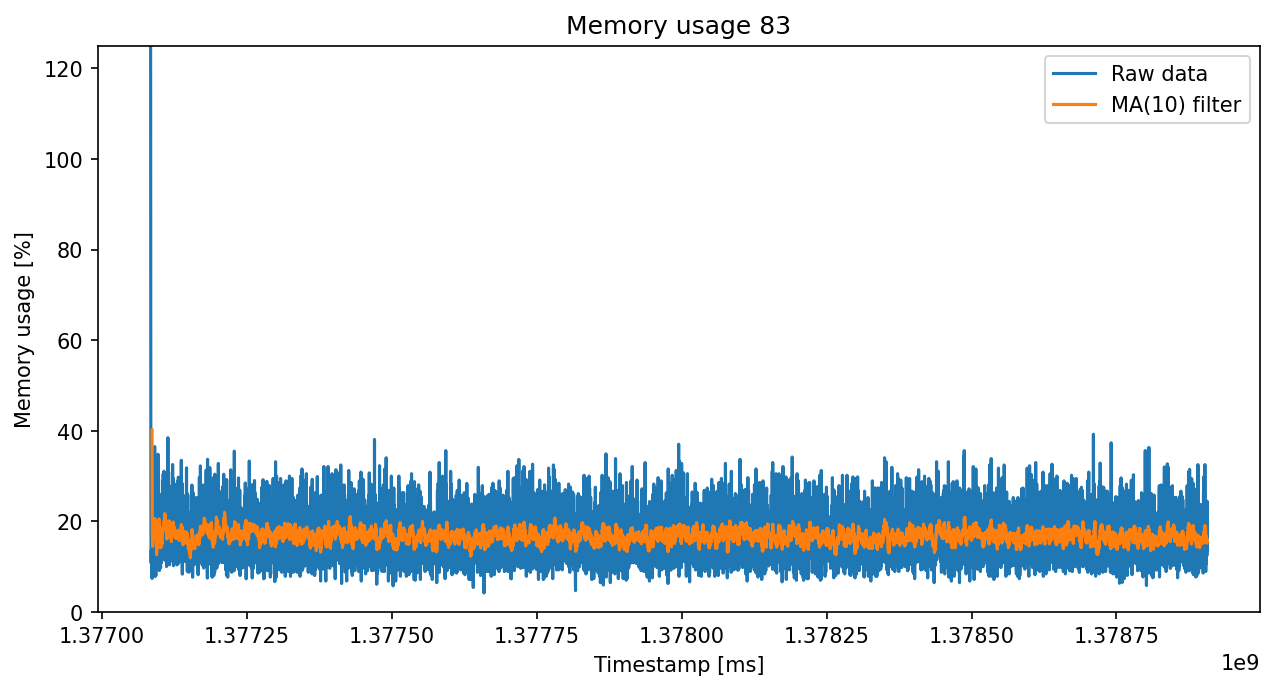 Memory usage 83
120
100
80
60
40
20
0
Memory usage [%]
Raw data
MA(10) filter
1.37700 1.37725 1.37750 1.37775 1.37800 1.37825 1.37850 1.37875
Timestamp [ms]
1e9